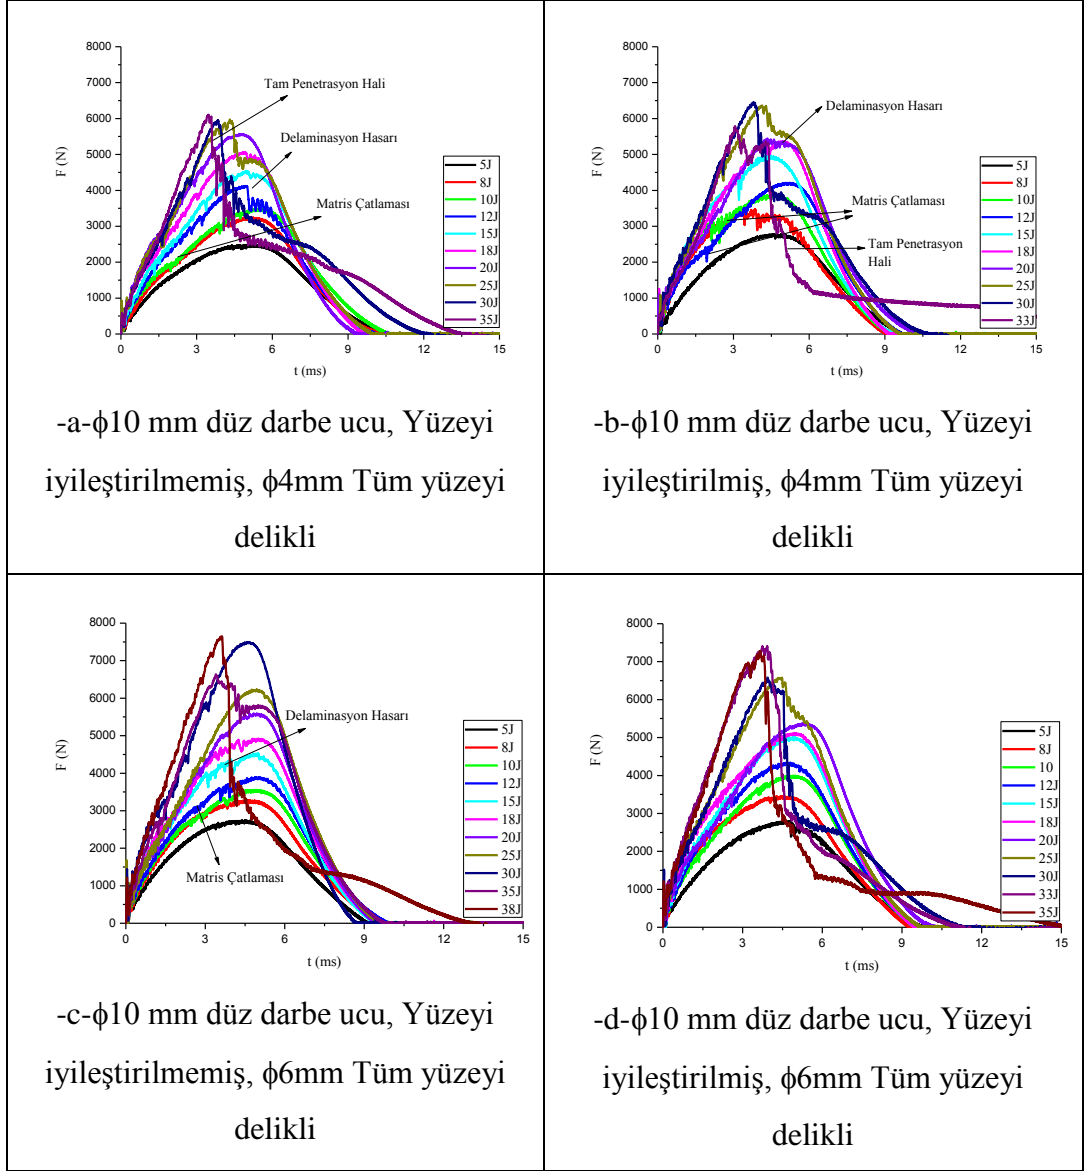 8000
7000
6000
5000
4000
3000
2000
1000
0
F (N)
0 3 6 9 12 15
t (ms)
Tam Penetrasyon Hali
Delaminasyon Hasarı
Matris Çatlaması
5J
8J
10J
12J
15J
18J
20J
25J
30J
35J
-a-ϕ10 mm düz darbe ucu, Yüzeyi
iyileştirilmemiş, ϕ4mm Tüm yüzeyi
delikli
8000
7000
6000
5000
4000
3000
2000
1000
0
F (N)
0 3 6 9 12 15
t (ms)
Delaminasyon Hasarı
Matris Çatlaması
Tam Penetrasyon
Hali
5J
8J
10J
12J
15J
18J
20J
25J
30J
33J
-b-ϕ10 mm düz darbe ucu, Yüzeyi
iyileştirilmiş, ϕ4mm Tüm yüzeyi
delikli
8000
7000
6000
5000
4000
3000
2000
1000
0
F (N)
0 3 6 9 12 15
t (ms)
Delaminasyon Hasarı
Matris Çatlaması
5J
8J
10J
12J
15J
18J
20J
25J
30J
35J
38J
-c-ϕ10 mm düz darbe ucu, Yüzeyi
iyileştirilmemiş, ϕ6mm Tüm yüzeyi
delikli
8000
7000
6000
5000
4000
3000
2000
1000
0
F (N)
0 3 6 9 12 15
t (ms)
5J
8J
10
12J
15J
18J
20J
25J
30J
33J
35J
-d-ϕ10 mm düz darbe ucu, Yüzeyi
iyileştirilmiş, ϕ6mm Tüm yüzeyi
delikli